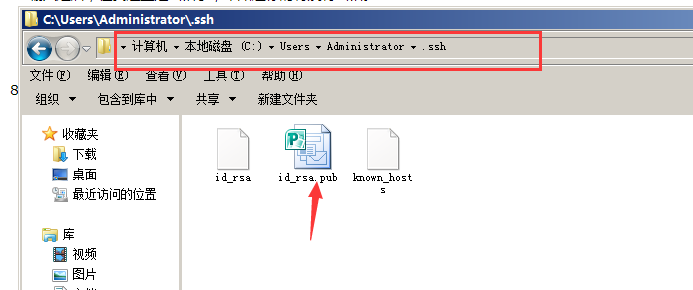 C:\Users\Administrator\.ssh
计算机 ▾ 本地磁盘 (C:) ▾ Users ▾ Administrator ▾ .ssh
文件(F) 编辑(E) 查看(V) 工具(T) 帮助(H)
8
组织 ▾ 包含到库中 ▾ 共享 ▾ 新建文件夹
收藏夹
下载
桌面
最近访问的位置
库
视频
图片
id_rsa
id_rsa.pub
known_hosts